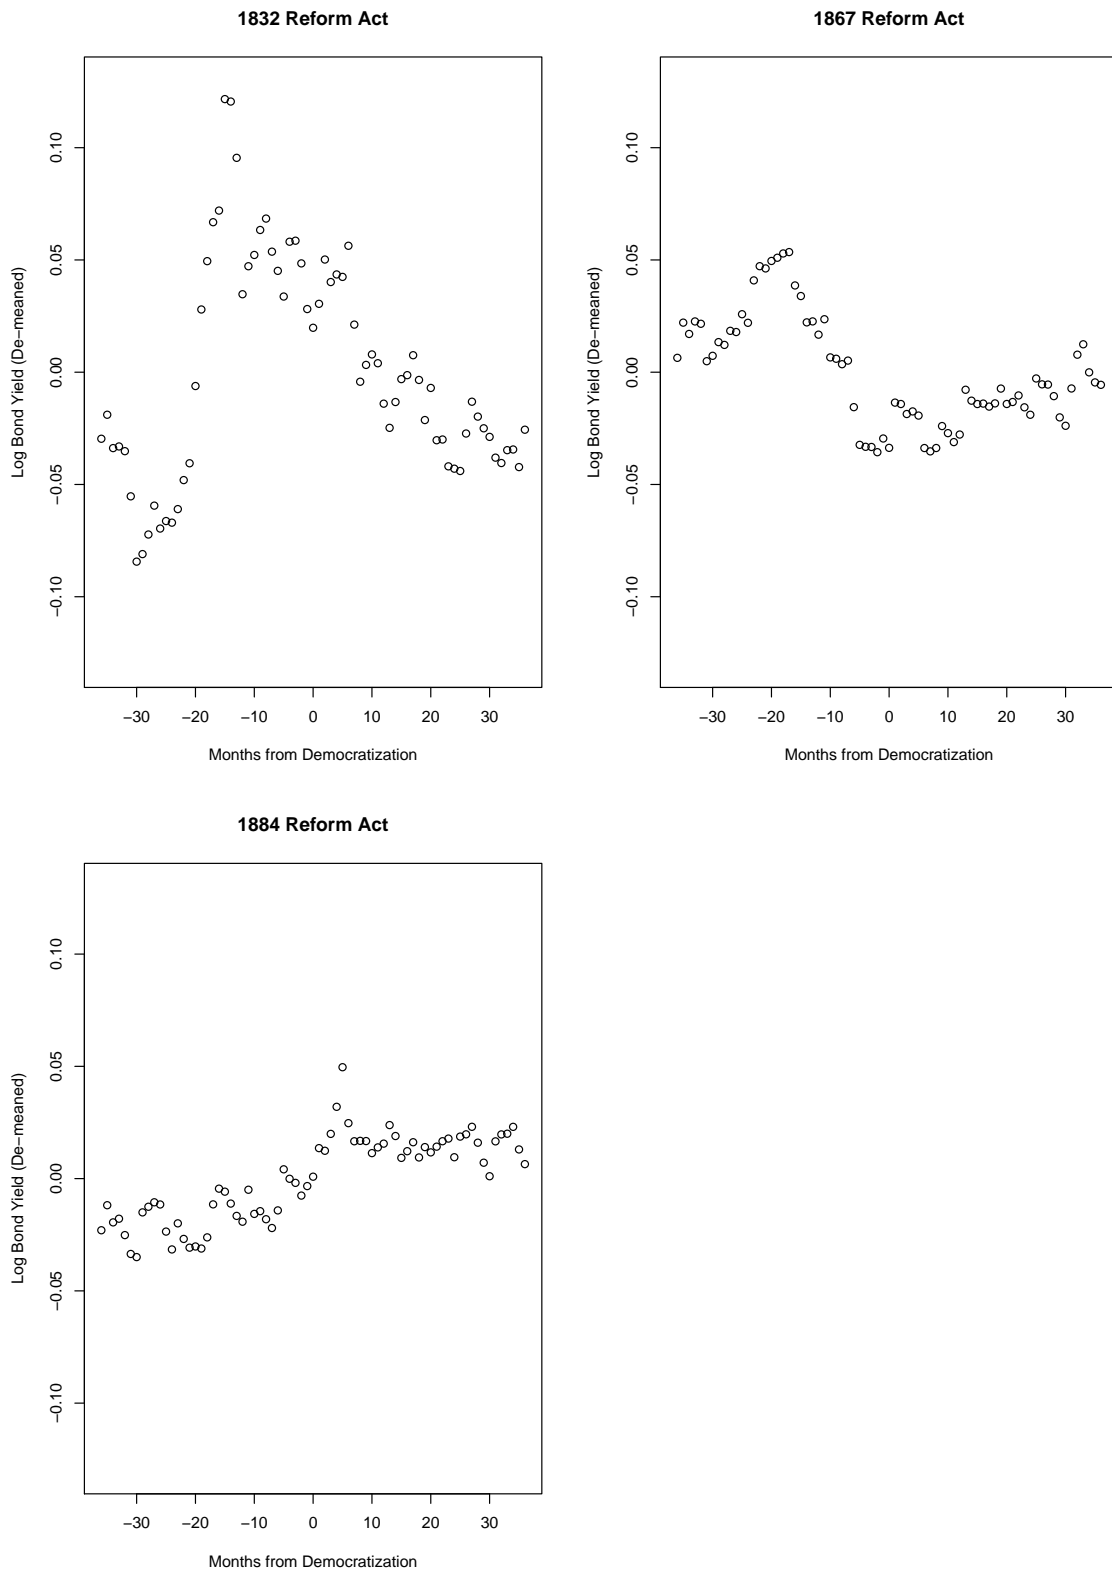 1832 Reform Act
Log Bond Yield (De−meaned)
0.10
0.05
0.00
−0.05
−0.10
−30 −20 −10 0 10 20 30
Months from Democratization
1867 Reform Act
Log Bond Yield (De−meaned)
0.10
0.05
0.00
−0.05
−0.10
−30 −20 −10 0 10 20 30
Months from Democratization
1884 Reform Act
Log Bond Yield (De−meaned)
0.10
0.05
0.00
−0.05
−0.10
−30 −20 −10 0 10 20 30
Months from Democratization